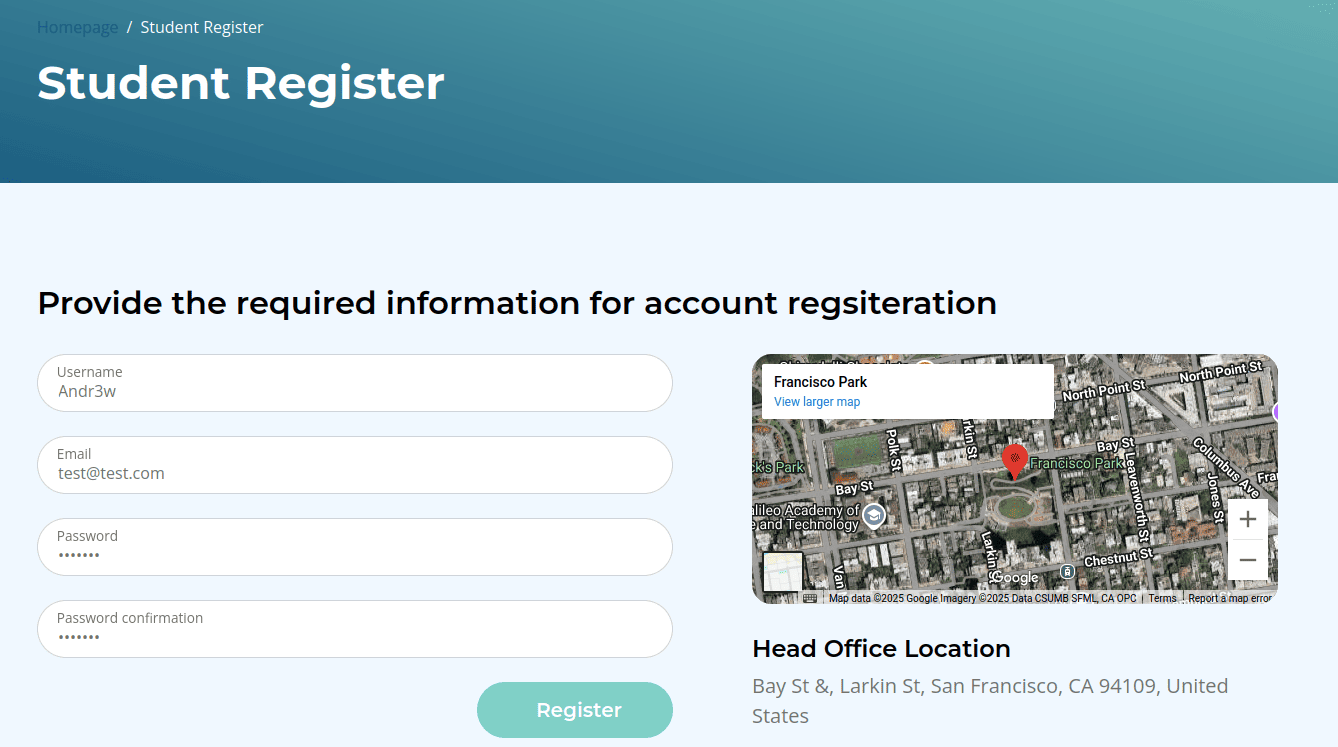 Homepage / Student Register
Student Register
Provide the required information for account regsiteration
Username
Andr3w
Email
test@test.com
Password
•••••••
Password confirmation
•••••••
Register
Francisco Park
View larger map
North Point St
North Point St
Polk St
Larkin St
Bay St
Columbus Ave
Francisco Park
Leavenworth St
Jones St
Bay St
Academy of
and Technology
Larkin St
Chestnut St
Van
Google
Map data ©2025 Google Imagery ©2025 Data CSUMB SFML, CA OPC
Terms
Report a map error
Head Office Location
Bay St &, Larkin St, San Francisco, CA 94109, United
States